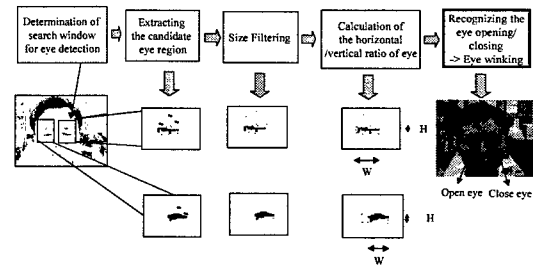 Determination of
search window
for eye detection
Extracting
the candidate
eye region
Size Filtering
Calculation of
the horizontal
/vertical ratio of eye
Recognizing the
eye opening/
closing
-> Eye winking
H
W
Open eye
Close eye
H
W